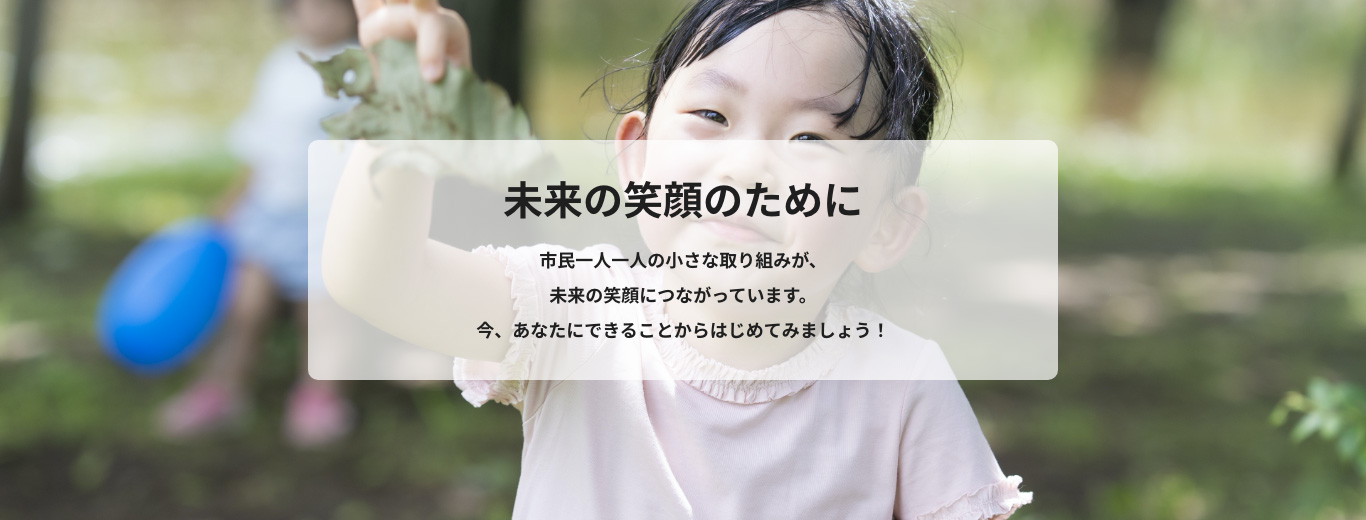 未来の笑顔のために
市民一人一人の小さな取り組みが、
未来の笑顔につながっています。
今、あなたにできることからはじめてみましょう！